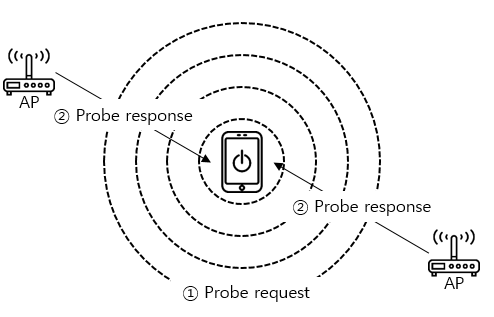 AP
② Probe response
② Probe response
AP
① Probe request